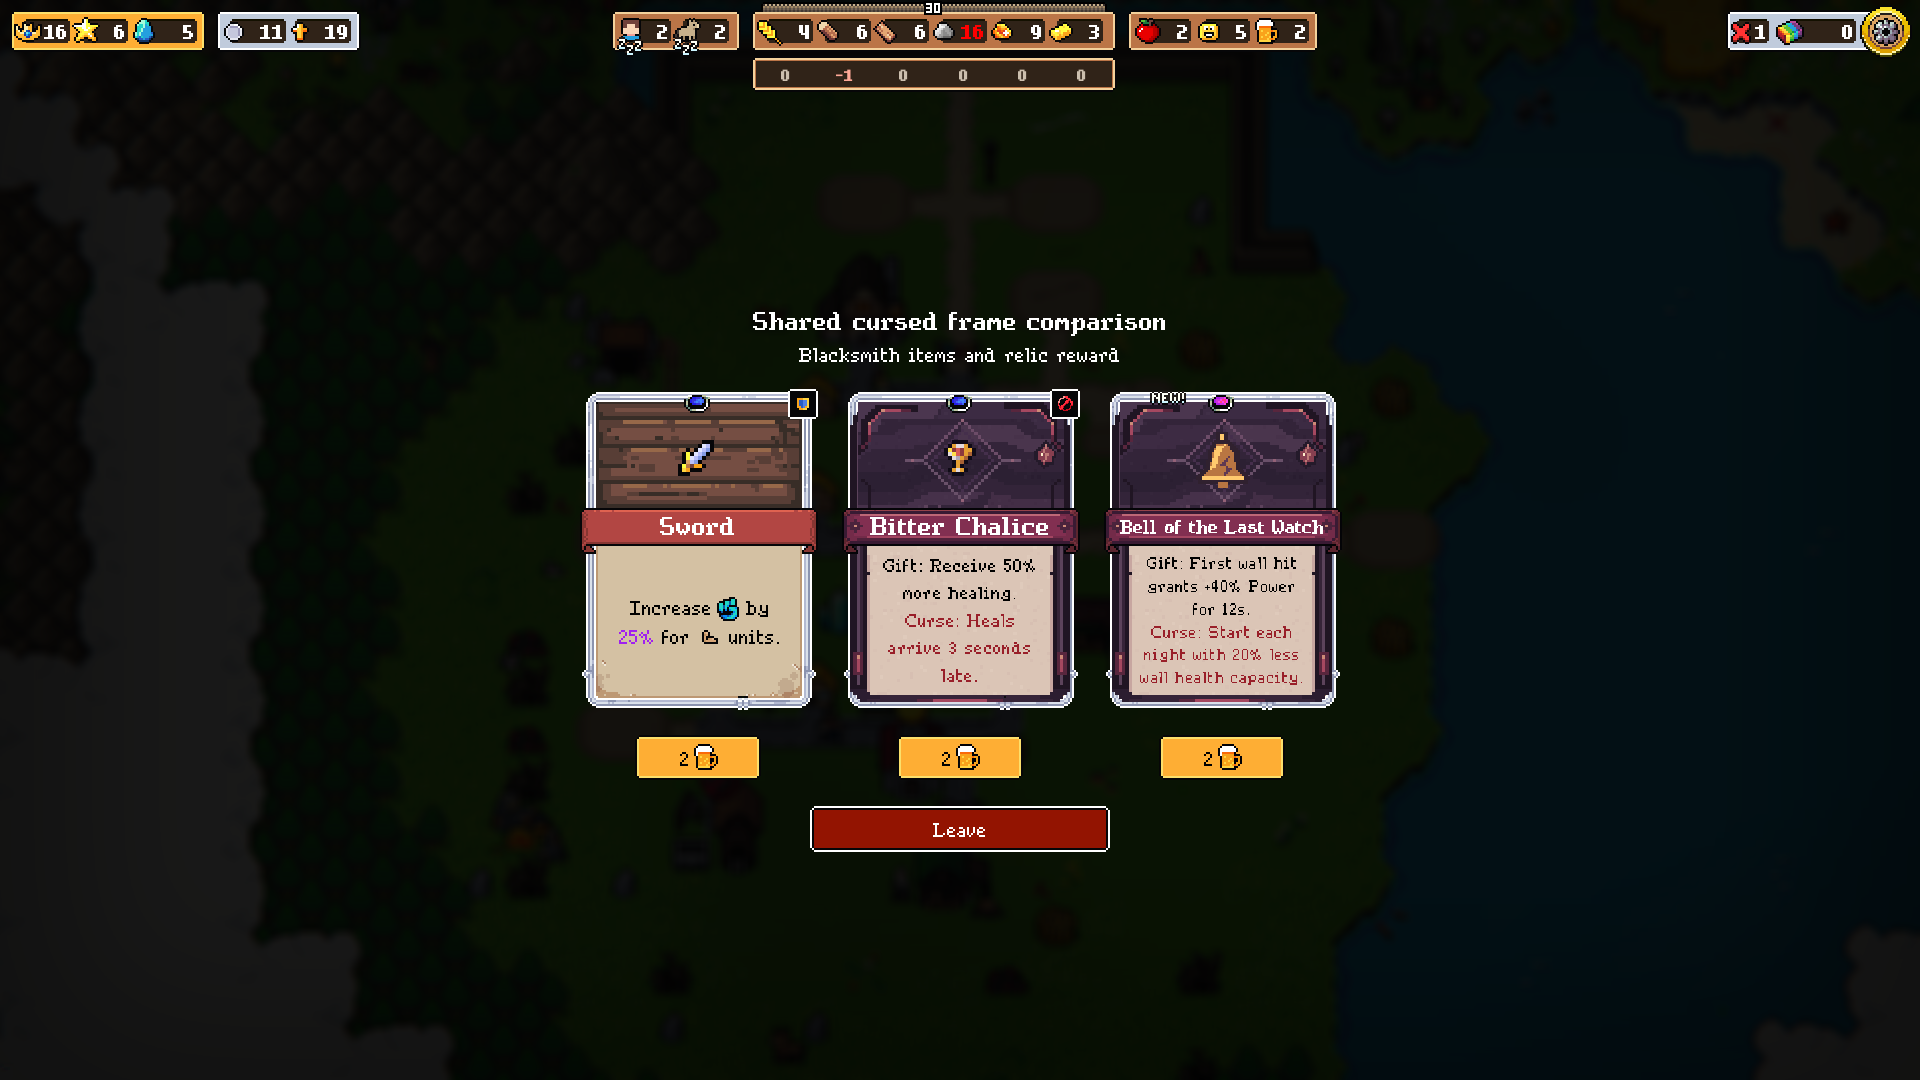 30
16 6 5 11 19 2 2 4 6 6 16 9 3 2 5 2 1 0
0 -1 0 0 0 0
Shared cursed frame comparison
Blacksmith items and relic reward
NEW!
Sword
Increase by
25% for units.
Bitter Chalice
Gift: Receive 50%
more healing.
Curse: Heals
arrive 3 seconds
late.
Bell of the Last Watch
Gift: First wall hit
grants +40% Power
for 12s.
Curse: Start each
night with 20% less
wall health capacity.
2 2 2
Leave